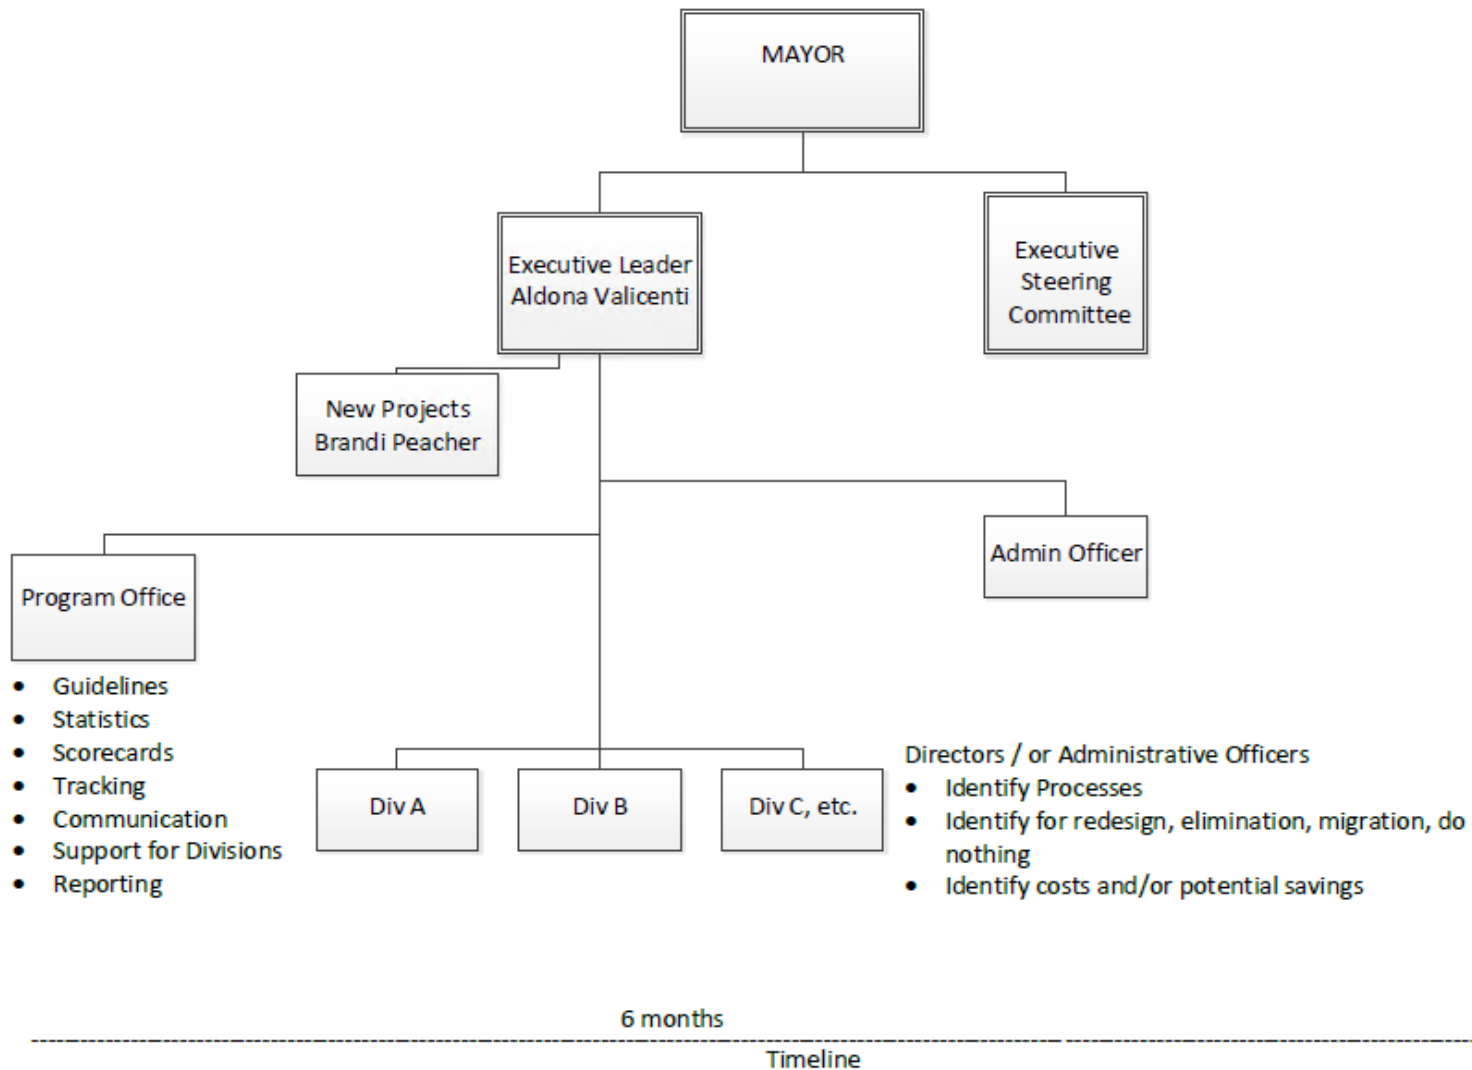 MAYOR
Executive Leader
Aldona Valicenti
Executive
Steering
Committee
New Projects
Brandi Peacher
Admin Officer
Program Office
• Guidelines
• Statistics
• Scorecards
• Tracking
• Communication
• Support for Divisions
• Reporting
Div A
Div B
Div C, etc.
Directors / or Administrative Officers
• Identify Processes
• Identify for redesign, elimination, migration, do
nothing
• Identify costs and/or potential savings
6 months
Timeline